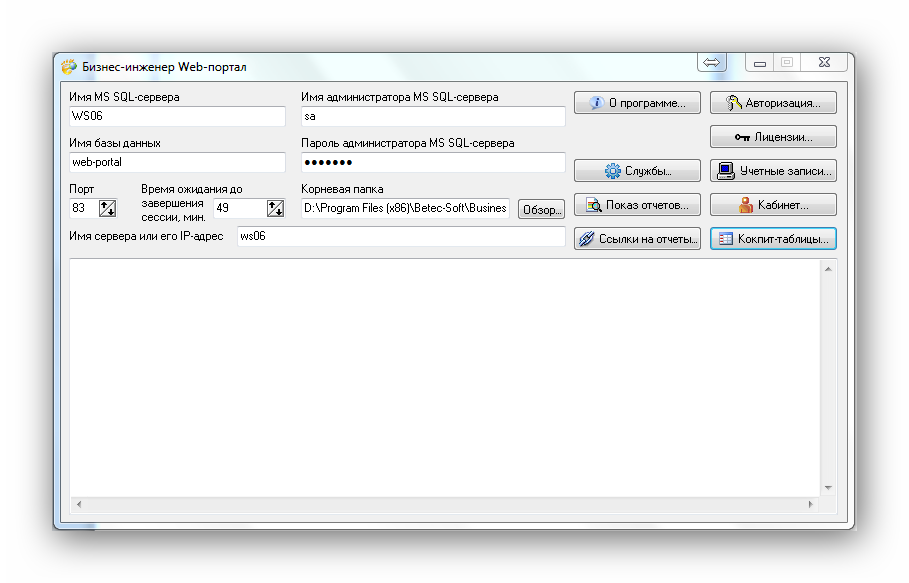 Бизнес-инженер Web-портал
Имя MS SQL-сервера
Имя администратора MS SQL-сервера
WS06
sa
О программе...
Авторизация...
Имя базы данных
Пароль администратора MS SQL-сервера
Лицензии...
web-portal
•••••••
Службы...
Учетные записи...
Порт
Время ожидания до
завершения
сессии, мин.
Корневая папка
83
49
D:\Program Files (x86)\Betec-Soft\Busines
Обзор...
Показ отчетов...
Кабинет...
Имя сервера или его IP-адрес
ws06
Ссылки на отчеты...
Кокпит-таблицы...